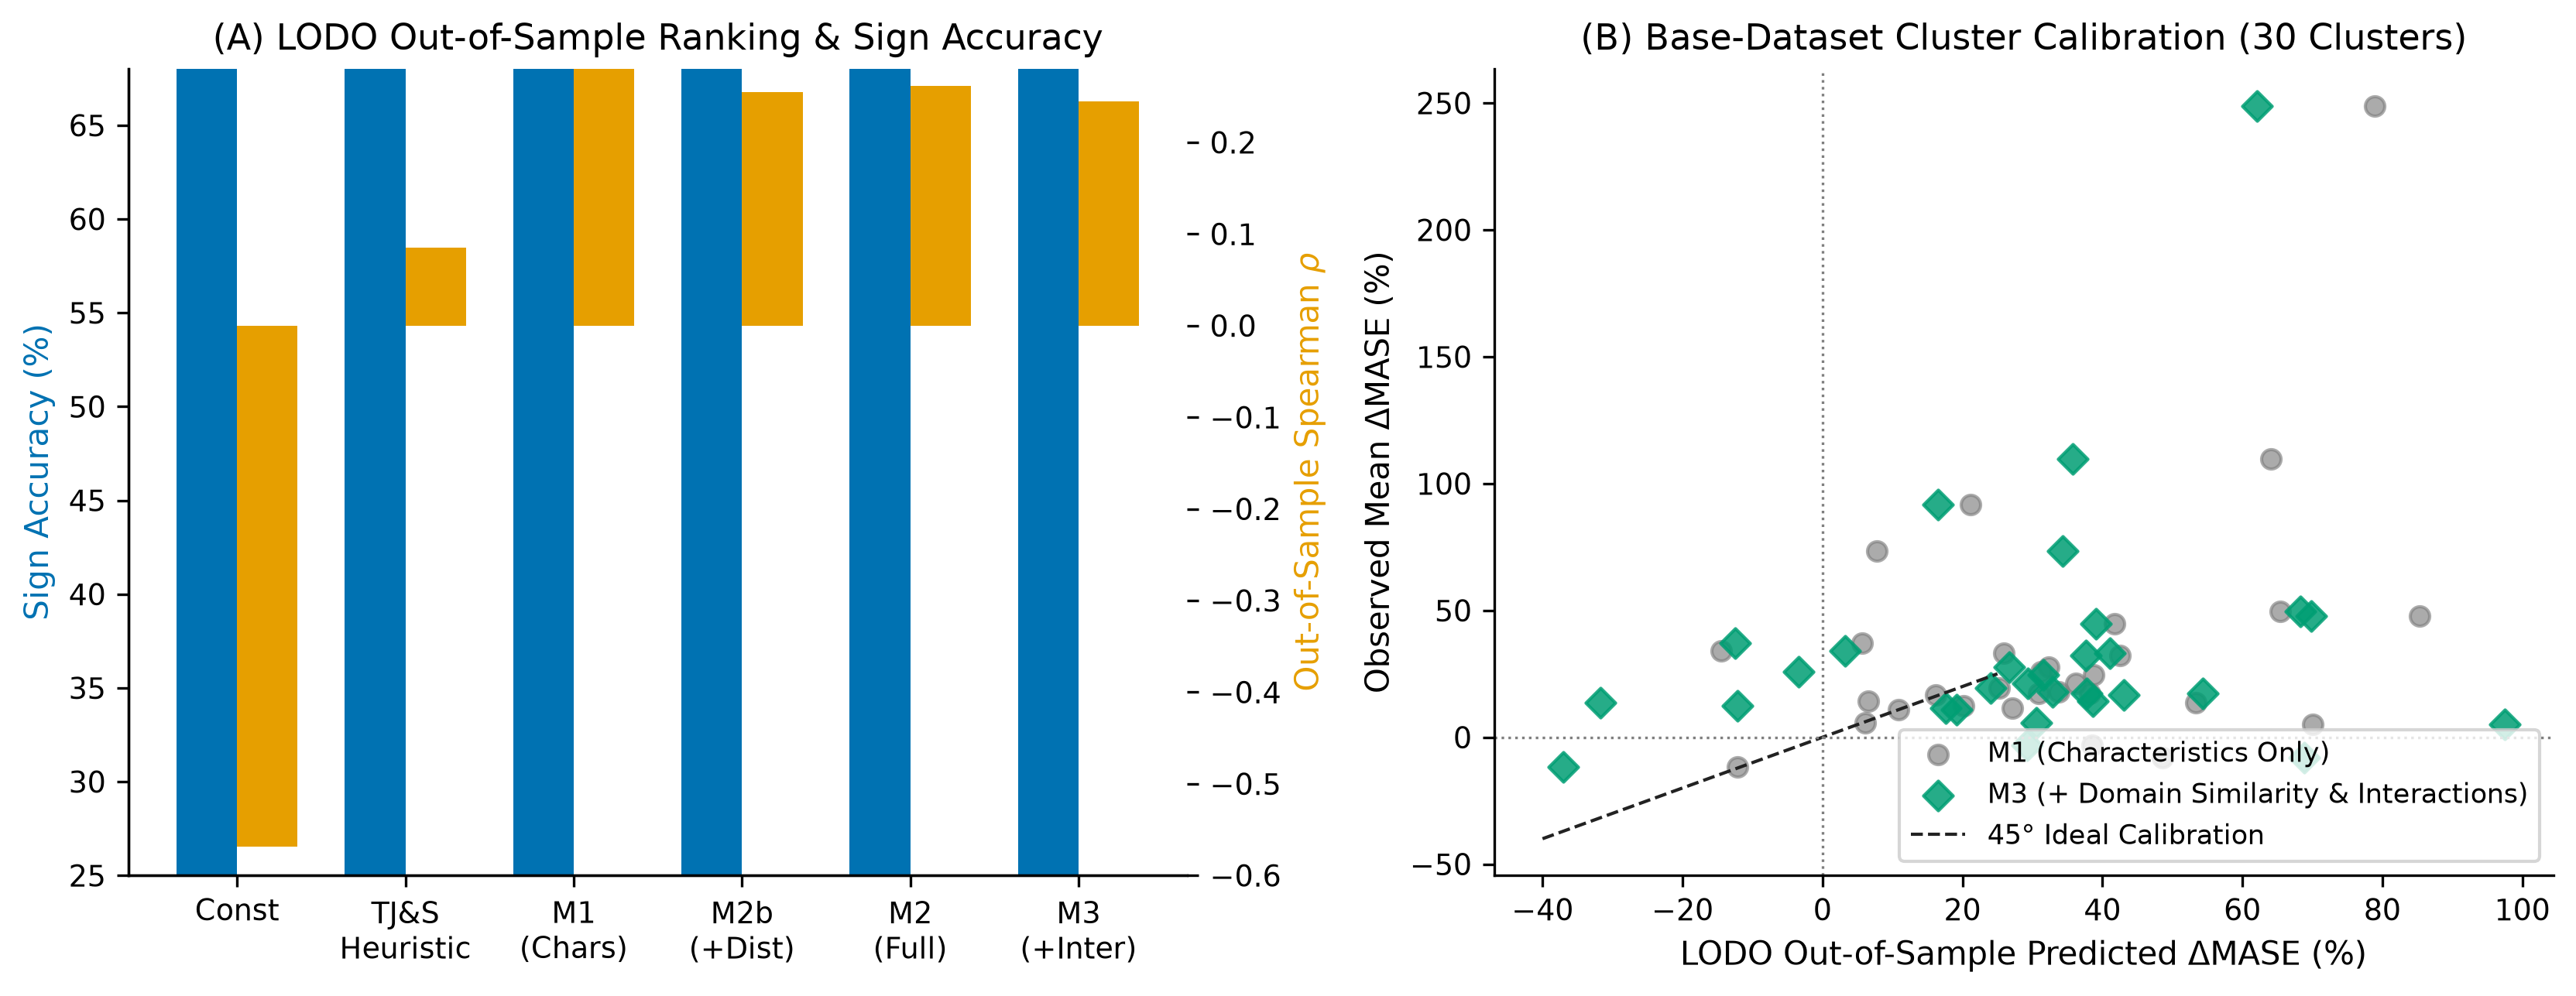 (A) LODO Out-of-Sample Ranking & Sign Accuracy
Sign Accuracy (%)
65
60
55
50
45
40
35
30
25
0.2
0.1
0.0
−0.1
−0.2
−0.3
−0.4
−0.5
−0.6
Out-of-Sample Spearman ρ
Const
TJ&S
Heuristic
M1
(Chars)
M2b
(+Dist)
M2
(Full)
M3
(+Inter)
(B) Base-Dataset Cluster Calibration (30 Clusters)
Observed Mean ΔMASE (%)
250
200
150
100
50
0
−50
M1 (Characteristics Only)
M3 (+ Domain Similarity & Interactions)
45° Ideal Calibration
−40
−20
0
20
40
60
80
100
LODO Out-of-Sample Predicted ΔMASE (%)